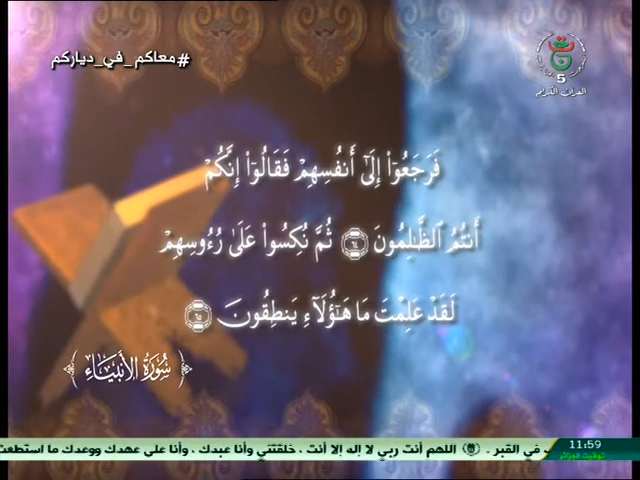 #معاكم_في_دياركم
5
القرآن الكريم
فَرَجَعُوٓا۟ إِلَىٰٓ أَنفُسِهِمْ فَقَالُوٓا۟ إِنَّكُمْ
أَنتُمُ ٱلظَّـٰلِمُونَ ٦٤ ثُمَّ نُكِسُوا۟ عَلَىٰ رُءُوسِهِمْ
لَقَدْ عَلِمْتَ مَا هَـٰٓؤُلَآءِ يَنطِقُونَ ٦٥
سُورَةُ الأَنبِيَاء
في القبر . اللهم أنت ربي لا إله إلا أنت ، خلقتني وأنا عبدك ، وأنا على عهدك ووعدك ما استطعت
11:59
توقيت الجزائر